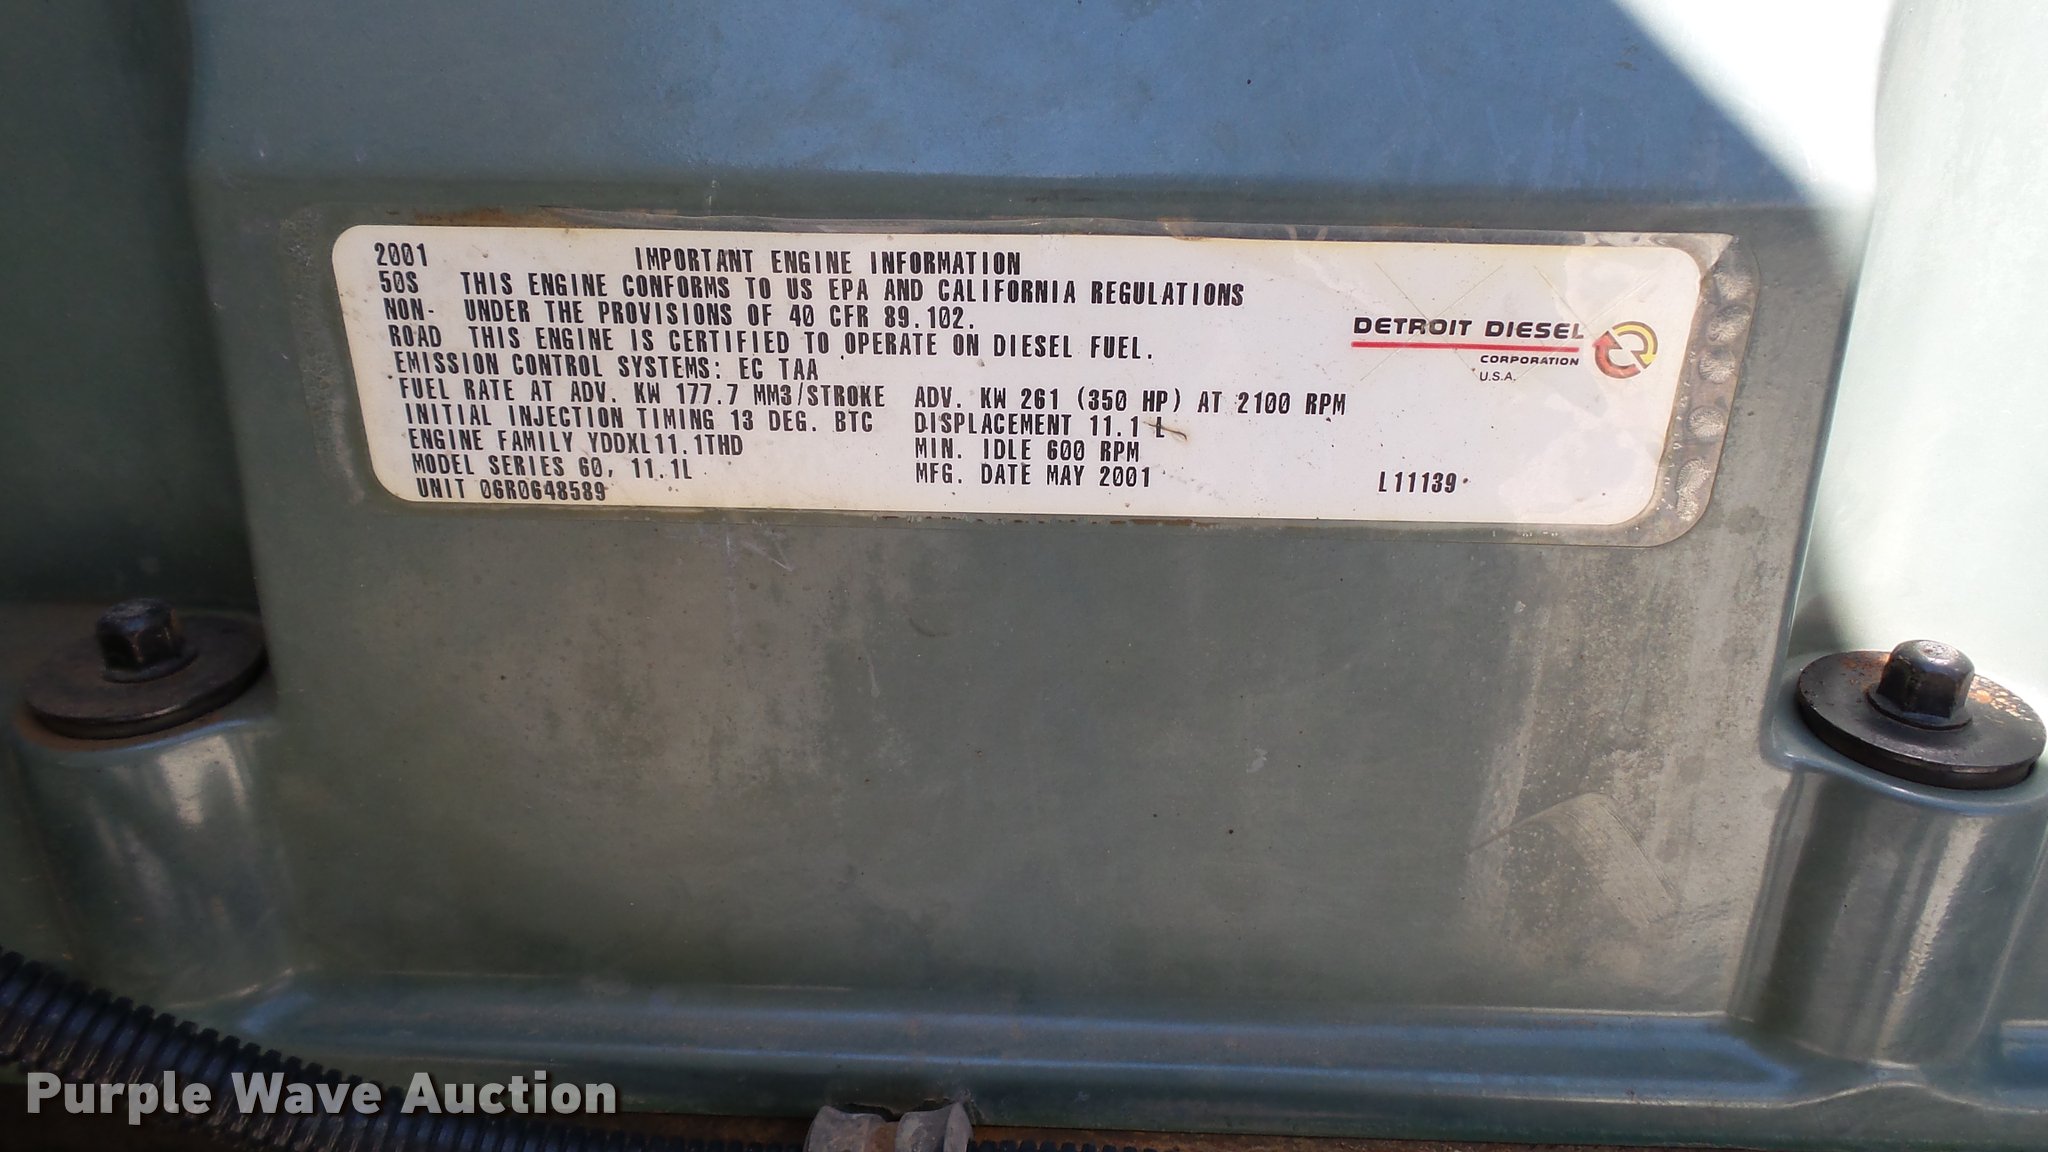 2001 IMPORTANT ENGINE INFORMATION
50S THIS ENGINE CONFORMS TO US EPA AND CALIFORNIA REGULATIONS
NON- UNDER THE PROVISIONS OF 40 CFR 89.102.
ROAD THIS ENGINE IS CERTIFIED TO OPERATE ON DIESEL FUEL.
EMISSION CONTROL SYSTEMS: EC TAA
FUEL RATE AT ADV. KW 177.7 MM3/STROKE ADV. KW 261 (350 HP) AT 2100 RPM
INITIAL INJECTION TIMING 13 DEG. BTC DISPLACEMENT 11.1 L
ENGINE FAMILY YDDXL11.1THD MIN. IDLE 600 RPM
MODEL SERIES 60, 11.1L MFG. DATE MAY 2001
UNIT 06R0648589 L11139
DETROIT DIESEL
CORPORATION
U.S.A.
Purple Wave Auction